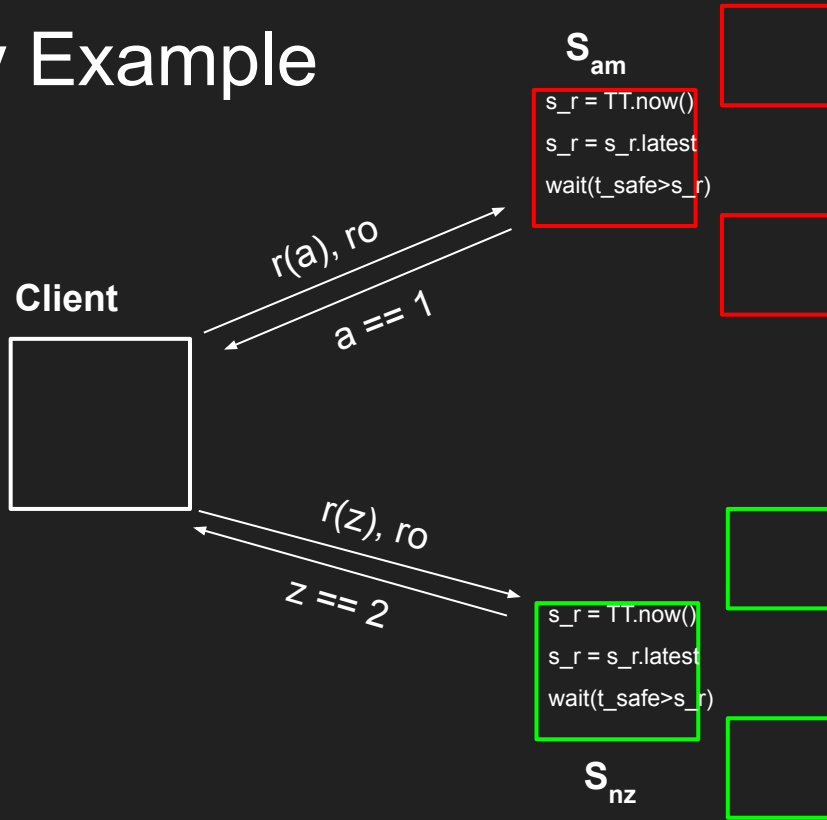 y Example
S_am
s_r = TT.now()
s_r = s_r.latest
wait(t_safe>s_r)
r(a), ro
Client
a == 1
r(z), ro
z == 2
s_r = TT.now()
s_r = s_r.latest
wait(t_safe>s_r)
S_nz